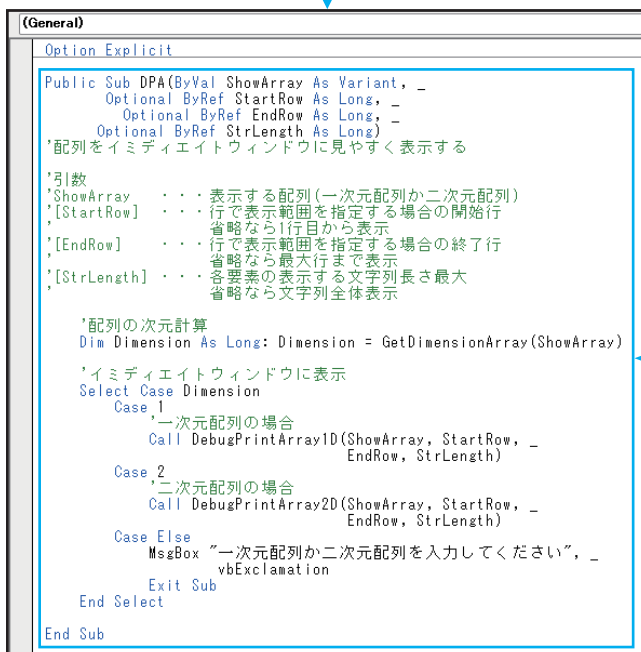 (General)
Option Explicit
Public Sub DPA(ByVal ShowArray As Variant, _
Optional ByRef StartRow As Long, _
Optional ByRef EndRow As Long, _
Optional ByRef StrLength As Long)
'配列をイミディエイトウィンドウに見やすく表示する
'引数
'ShowArray ・・・表示する配列(一次元配列か二次元配列)
'[StartRow] ・・・行で表示範囲を指定する場合の開始行
' 省略なら1行目から表示
'[EndRow] ・・・行で表示範囲を指定する場合の終了行
' 省略なら最大行まで表示
'[StrLength] ・・・各要素の表示する文字列長さ最大
' 省略なら文字列全体表示
'配列の次元計算
Dim Dimension As Long: Dimension = GetDimensionArray(ShowArray)
'イミディエイトウィンドウに表示
Select Case Dimension
Case 1
'一次元配列の場合
Call DebugPrintArray1D(ShowArray, StartRow, _
EndRow, StrLength)
Case 2
'二次元配列の場合
Call DebugPrintArray2D(ShowArray, StartRow, _
EndRow, StrLength)
Case Else
MsgBox "一次元配列か二次元配列を入力してください", _
vbExclamation
Exit Sub
End Select
End Sub